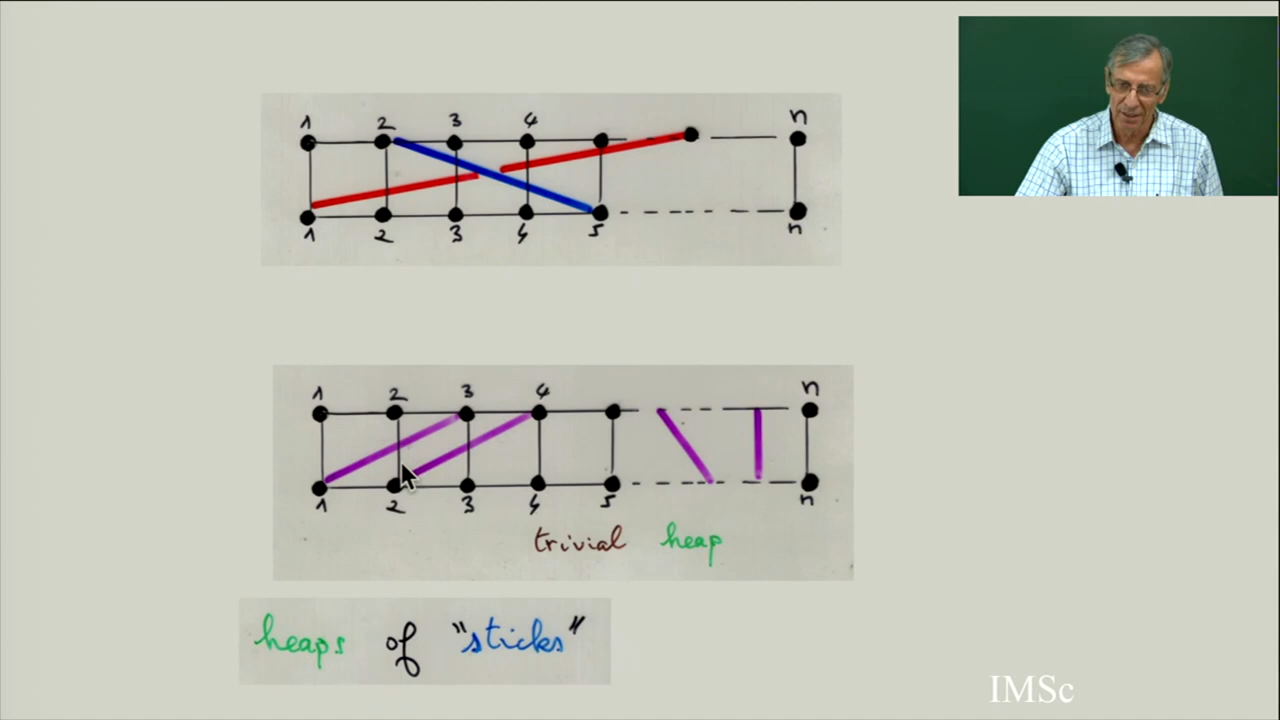 1 2 3 4 n
1 2 3 4 5 n
1 2 3 4 n
1 2 3 4 5 n
trivial heap
heaps of "sticks"
IMSc